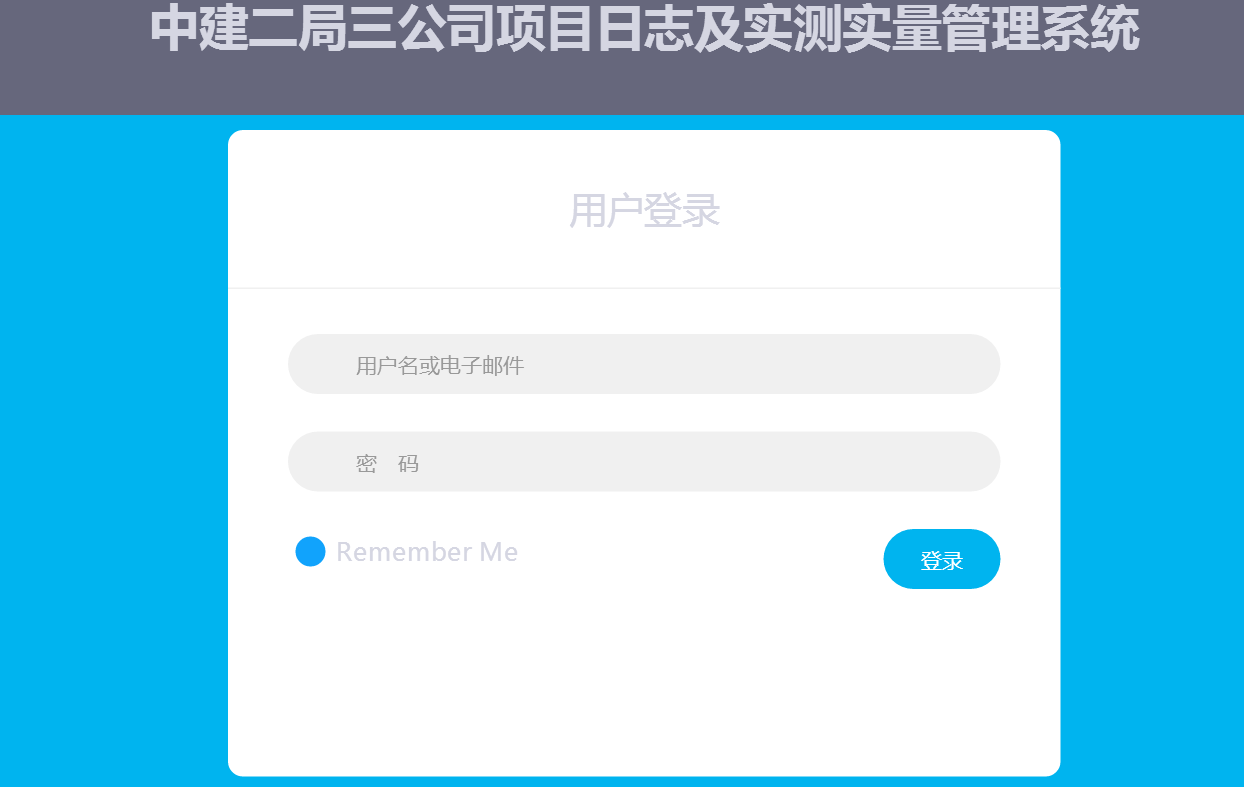 中建二局三公司项目日志及实测实量管理系统
用户登录
用户名或电子邮件
密　码
Remember Me
登录